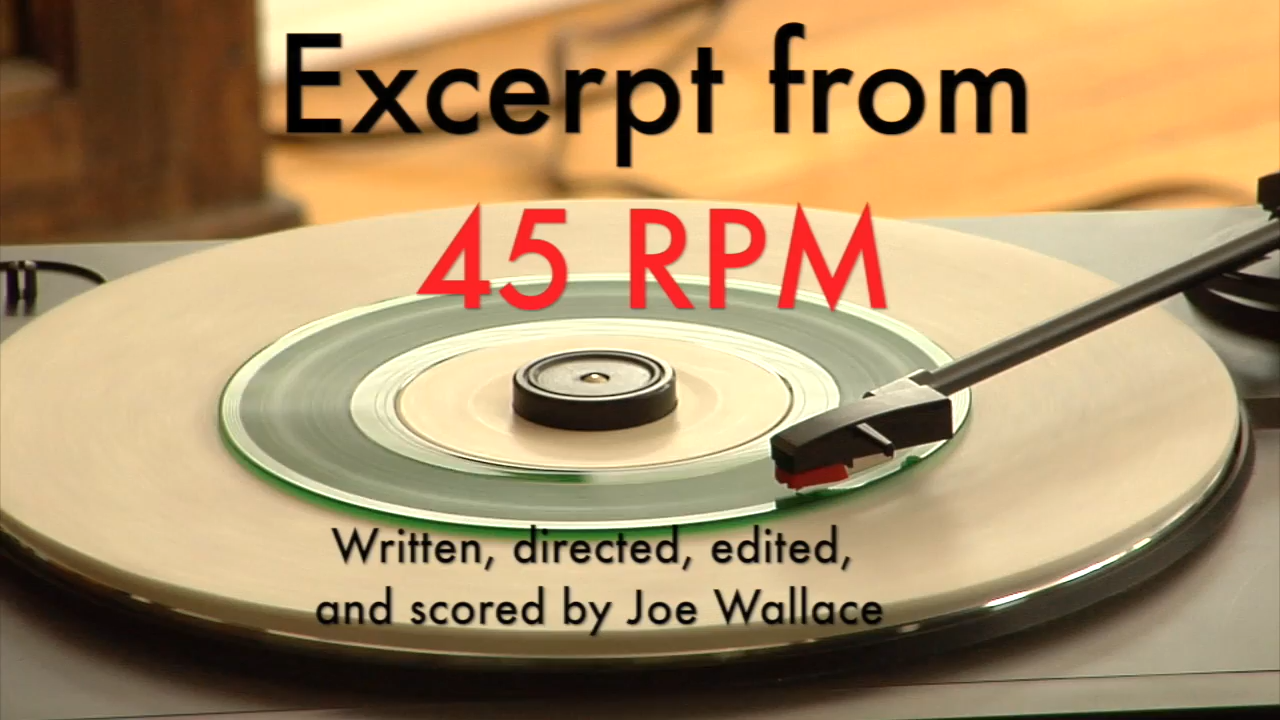 Excerpt from
45 RPM
Written, directed, edited,
and scored by Joe Wallace